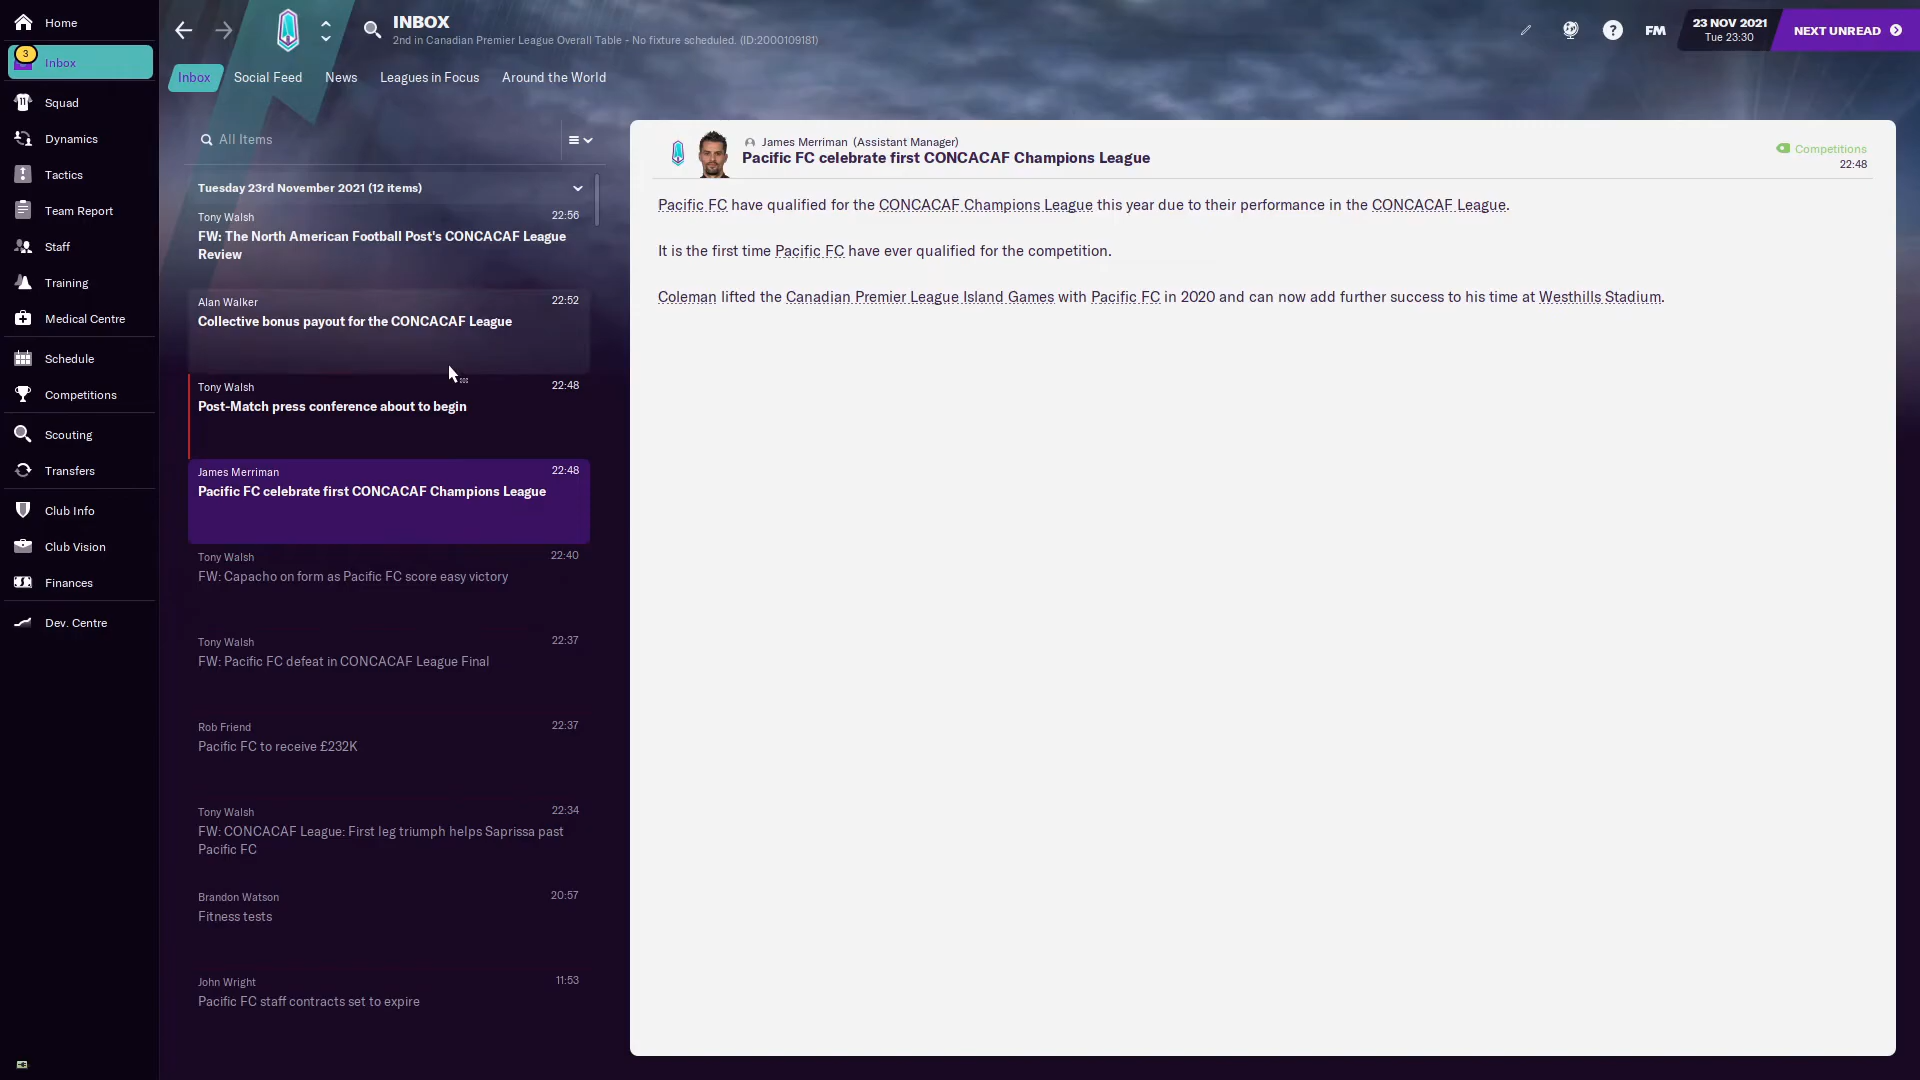 Home
3
Inbox
Squad
Dynamics
Tactics
Team Report
Staff
Training
Medical Centre
Schedule
Competitions
Scouting
Transfers
Club Info
Club Vision
Finances
Dev. Centre
INBOX
2nd in Canadian Premier League Overall Table - No fixture scheduled. (ID:2000109181)
FM
23 NOV 2021
Tue 23:30
NEXT UNREAD
Inbox
Social Feed
News
Leagues in Focus
Around the World
All Items
Tuesday 23rd November 2021 (12 items)
Tony Walsh 22:56
FW: The North American Football Post's CONCACAF League
Review
Alan Walker 22:52
Collective bonus payout for the CONCACAF League
Tony Walsh 22:48
Post-Match press conference about to begin
James Merriman 22:48
Pacific FC celebrate first CONCACAF Champions League
Tony Walsh 22:40
FW: Capacho on form as Pacific FC score easy victory
Tony Walsh 22:37
FW: Pacific FC defeat in CONCACAF League Final
Rob Friend 22:37
Pacific FC to receive £232K
Tony Walsh 22:34
FW: CONCACAF League: First leg triumph helps Saprissa past
Pacific FC
Brandon Watson 20:57
Fitness tests
John Wright 11:53
Pacific FC staff contracts set to expire
James Merriman (Assistant Manager)
Pacific FC celebrate first CONCACAF Champions League
Competitions
22:48
Pacific FC have qualified for the CONCACAF Champions League this year due to their performance in the CONCACAF League.
It is the first time Pacific FC have ever qualified for the competition.
Coleman lifted the Canadian Premier League Island Games with Pacific FC in 2020 and can now add further success to his time at Westhills Stadium.